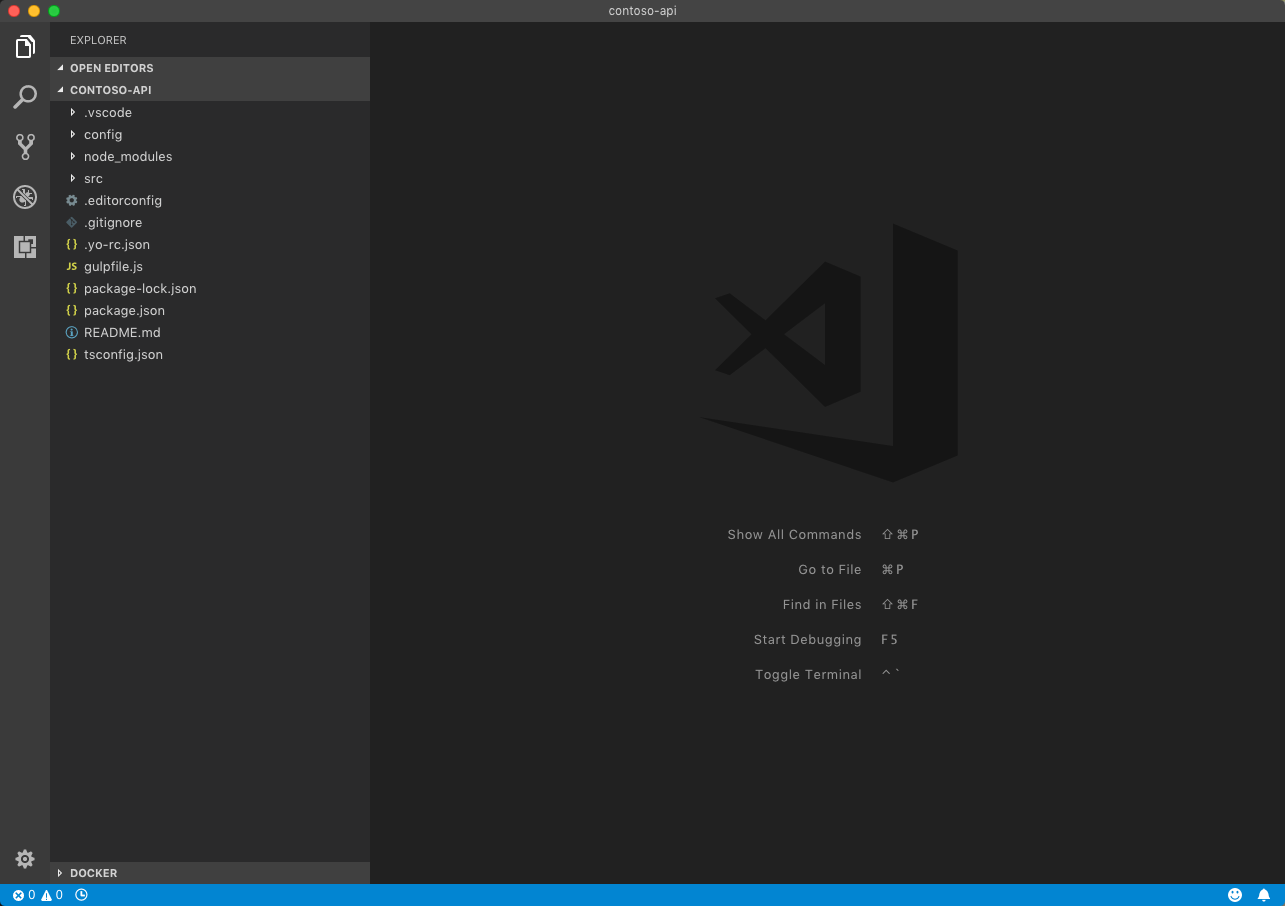 contoso-api
EXPLORER
OPEN EDITORS
CONTOSO-API
.vscode
config
node_modules
src
.editorconfig
.gitignore
{} .yo-rc.json
JS gulpfile.js
{} package-lock.json
{} package.json
README.md
{} tsconfig.json
DOCKER
Show All Commands ⇧⌘P
Go to File ⌘P
Find in Files ⇧⌘F
Start Debugging F5
Toggle Terminal ^`
0 0